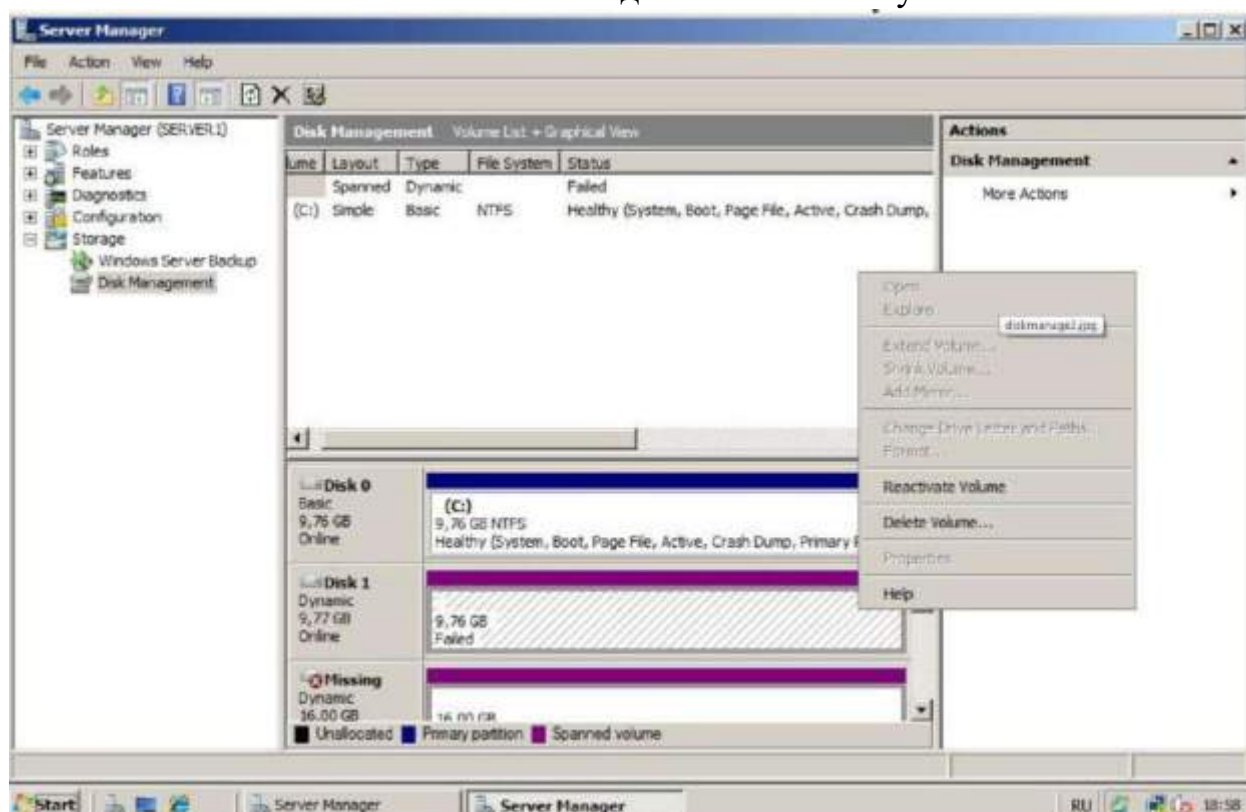 Server Manager
File Action View Help
Server Manager (SERVER1)
Roles
Features
Diagnostics
Configuration
Storage
Windows Server Backup
Disk Management
Disk Management Volume List + Graphical View
lume Layout Type File System Status
Spanned Dynamic Failed
(C:) Simple Basic NTFS Healthy (System, Boot, Page File, Active, Crash Dump,
Actions
Disk Management
More Actions
Open
Explore
diskmanage2.jpg
Extend Volume...
Shrink Volume...
Add Mirror...
Change Drive Letter and Paths...
Format...
Reactivate Volume
Delete Volume...
Properties
Help
Disk 0
Basic
9,76 GB
Online
(C:)
9,76 GB NTFS
Healthy (System, Boot, Page File, Active, Crash Dump, Primary P
Disk 1
Dynamic
9,77 GB
Online
9,76 GB
Failed
Missing
Dynamic
16.00 GB
16.00 GB
Unallocated Primary partition Spanned volume
Start Server Manager Server Manager RU 18:58